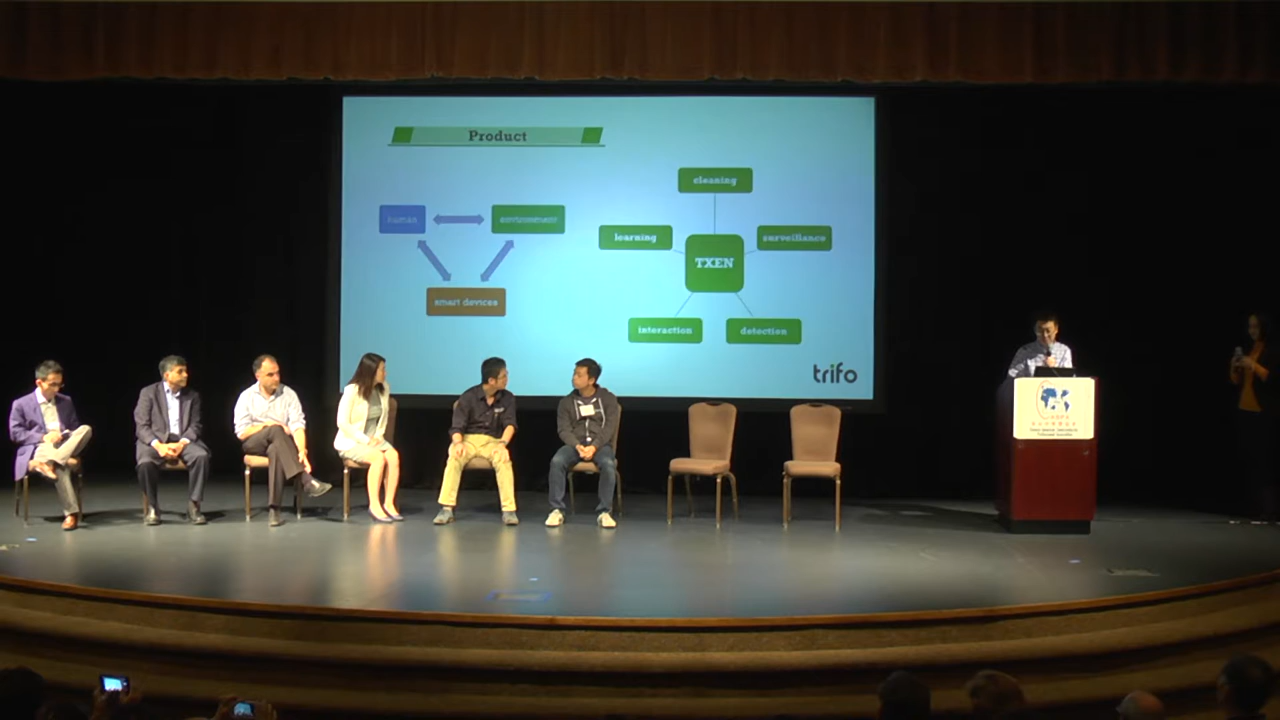 Product
cleaning
human
environment
learning
surveillance
TXEN
smart devices
interaction
detection
trifo